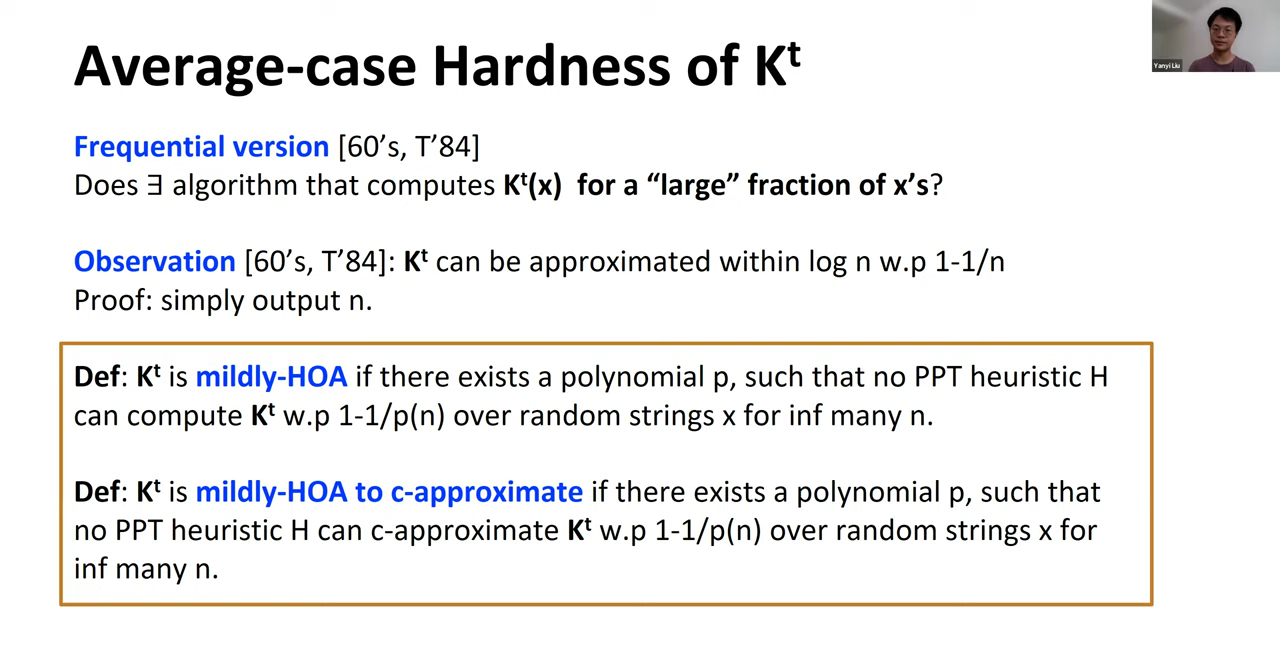 Average-case Hardness of Kᵗ
Yanyi Liu
Frequential version [60’s, T’84]
Does ∃ algorithm that computes Kᵗ(x) for a “large” fraction of x’s?
Observation [60’s, T’84]: Kᵗ can be approximated within log n w.p 1-1/n
Proof: simply output n.
Def: Kᵗ is mildly-HOA if there exists a polynomial p, such that no PPT heuristic H
can compute Kᵗ w.p 1-1/p(n) over random strings x for inf many n.
Def: Kᵗ is mildly-HOA to c-approximate if there exists a polynomial p, such that
no PPT heuristic H can c-approximate Kᵗ w.p 1-1/p(n) over random strings x for
inf many n.